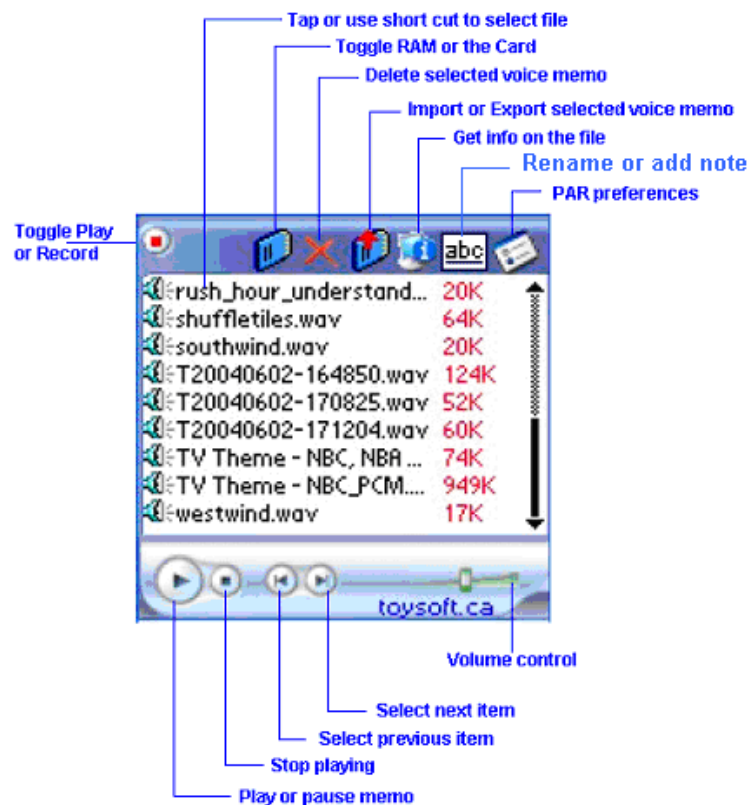 Tap or use short cut to select file
Toggle RAM or the Card
Delete selected voice memo
Import or Export selected voice memo
Get info on the file
Rename or add note
PAR preferences
Toggle Play
or Record
abc
rush_hour_understand... 20K
shuffletiles.wav 64K
southwind.wav 20K
T20040602-164850.wav 124K
T20040602-170825.wav 52K
T20040602-171204.wav 60K
TV Theme - NBC, NBA ... 74K
TV Theme - NBC_PCM.... 949K
westwind.wav 17K
toysoft.ca
Volume control
Select next item
Select previous item
Stop playing
Play or pause memo